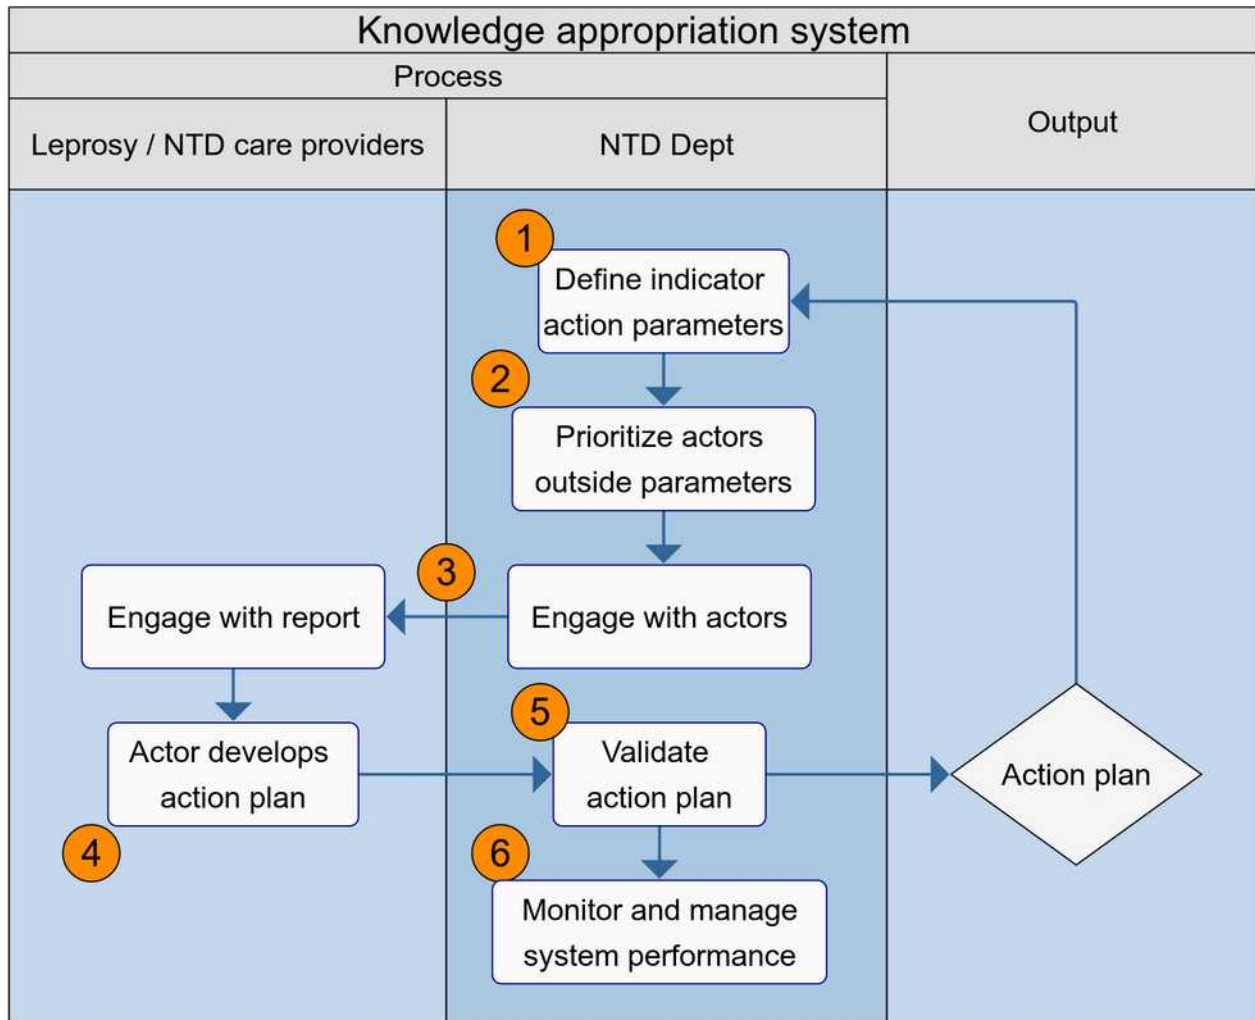 Knowledge appropriation system
Process
Output
Leprosy / NTD care providers
NTD Dept
1
Define indicator
action parameters
2
Prioritize actors
outside parameters
3
Engage with report
Engage with actors
4
Actor develops
action plan
5
Validate
action plan
Action plan
6
Monitor and manage
system performance